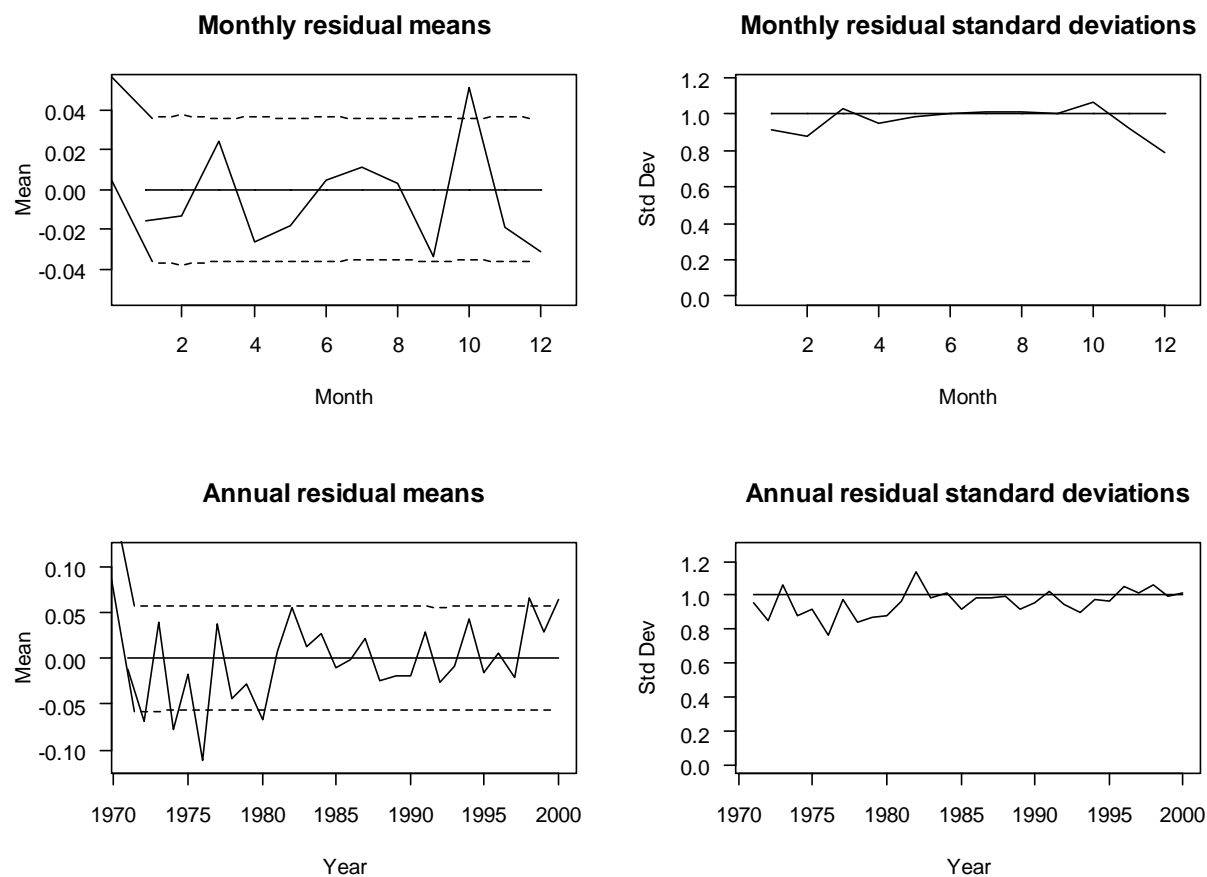 Monthly residual means
Mean
0.04
0.02
0.00
-0.02
-0.04
2 4 6 8 10 12
Month
Monthly residual standard deviations
Std Dev
1.2
1.0
0.8
0.6
0.4
0.2
0.0
2 4 6 8 10 12
Month
Annual residual means
Mean
0.10
0.05
0.00
-0.05
-0.10
1970 1975 1980 1985 1990 1995 2000
Year
Annual residual standard deviations
Std Dev
1.2
1.0
0.8
0.6
0.4
0.2
0.0
1970 1975 1980 1985 1990 1995 2000
Year